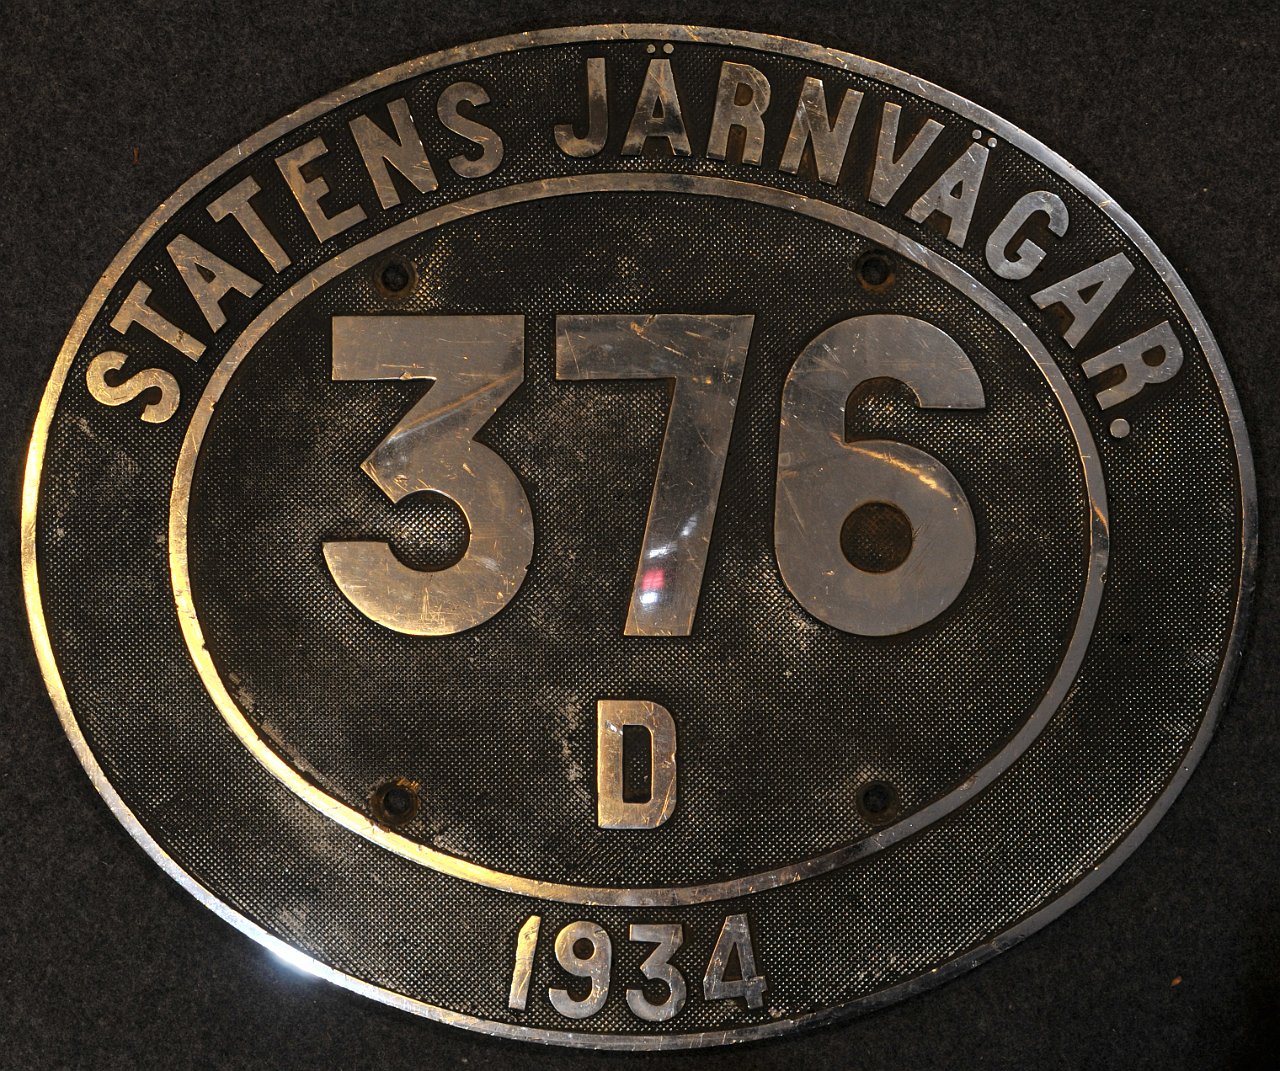 STATENS JÄRNVÄGAR.
376
D
1934